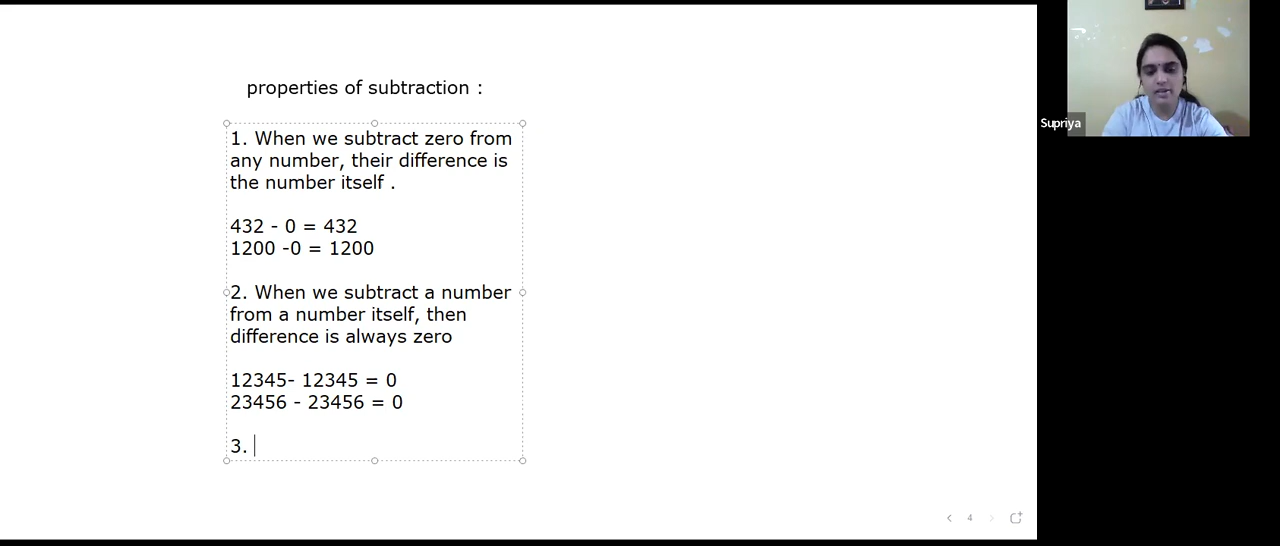 properties of subtraction :
1. When we subtract zero from
any number, their difference is
the number itself .
432 - 0 = 432
1200 -0 = 1200
2. When we subtract a number
from a number itself, then
difference is always zero
12345- 12345 = 0
23456 - 23456 = 0
3.
Supriya
4